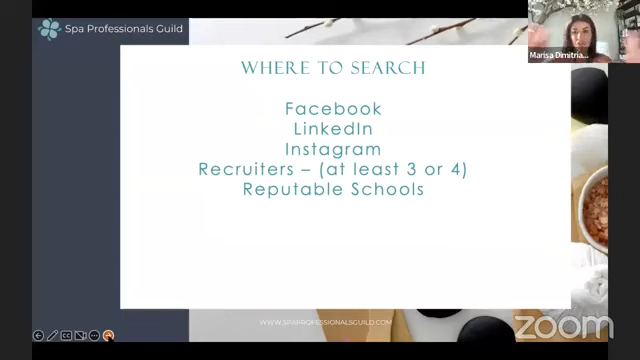 Spa Professionals Guild
Marisa Dimitria...
WHERE TO SEARCH
Facebook
LinkedIn
Instagram
Recruiters – (at least 3 or 4)
Reputable Schools
WWW.SPAPROFESSIONALSGUILD.COM
zoom